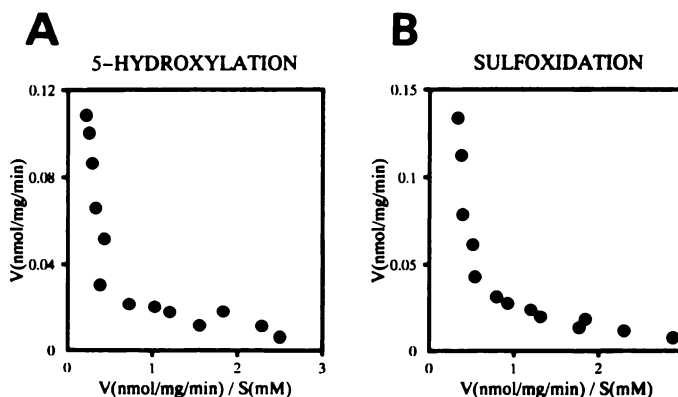 A
B
5-HYDROXYLATION
SULFOXIDATION
0.12
0.08
0.04
0
V(nmol/mg/min)
0
1
2
3
V(nmol/mg/min) / S(mM)
0.15
0.1
0.05
0
V(nmol/mg/min)
0
1
2
V(nmol/mg/min) / S(mM)